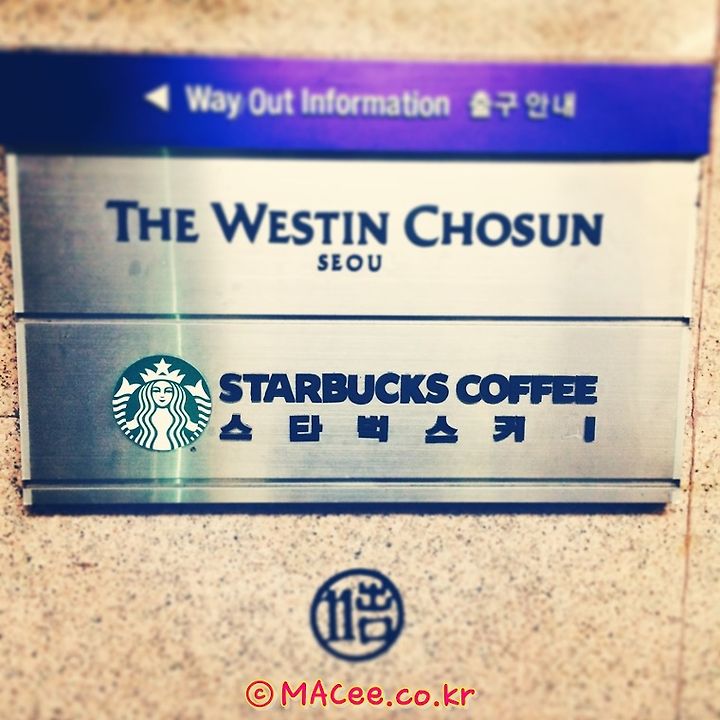 ◀ Way Out Information 출구 안내
THE WESTIN CHOSUN
SEOU
STARBUCKS COFFEE
스타벅스커ㅣ
© MACee.co.kr